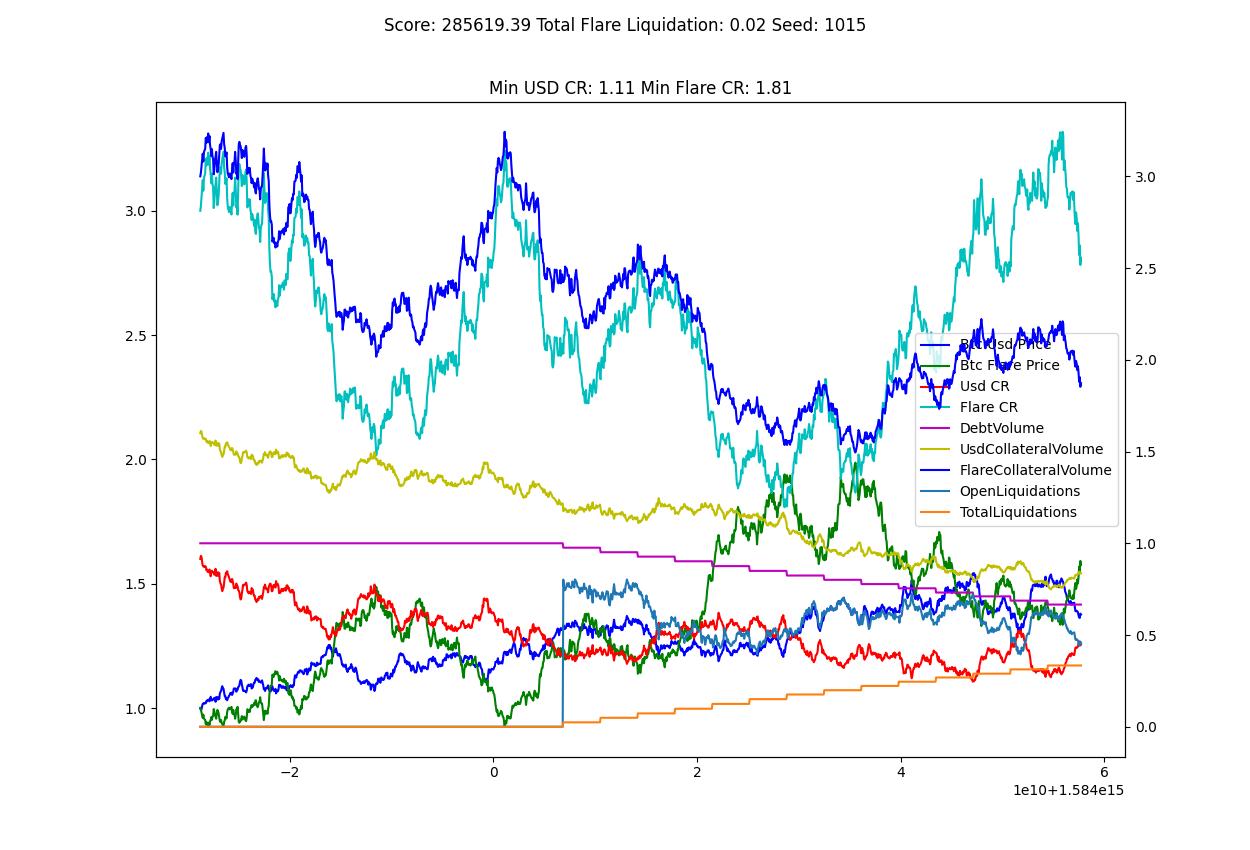 Score: 285619.39 Total Flare Liquidation: 0.02 Seed: 1015
Min USD CR: 1.11 Min Flare CR: 1.81
3.0
2.5
2.0
1.5
1.0
3.0
2.5
2.0
1.5
1.0
0.5
0.0
Btc Usd Price
Btc Flare Price
Usd CR
Flare CR
DebtVolume
UsdCollateralVolume
FlareCollateralVolume
OpenLiquidations
TotalLiquidations
−2 0 2 4 6
1e10+1.584e15